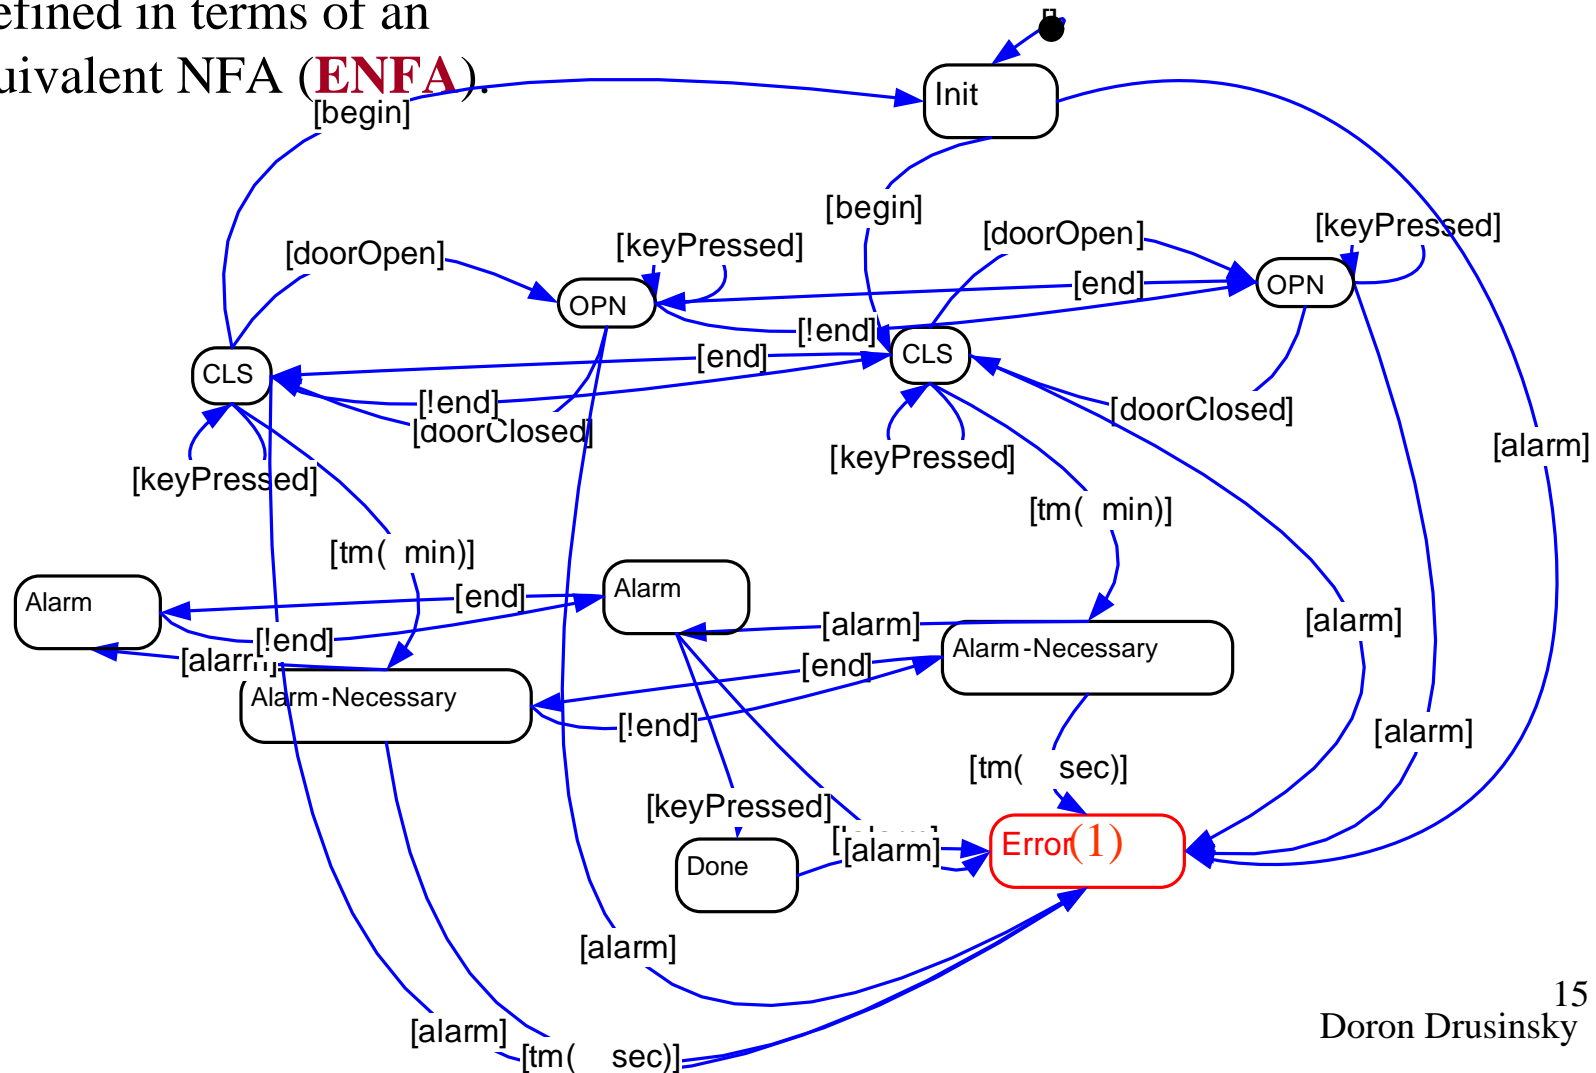 efined in terms of an
uivalent NFA (ENFA).
[begin]
Init
[begin]
[doorOpen]
[keyPressed]
[doorOpen]
[keyPressed]
OPN
[end]
OPN
[!end]
CLS
[end]
CLS
[!end]
[doorClosed]
[doorClosed]
[keyPressed]
[keyPressed]
[alarm]
[tm( min)]
[tm( min)]
Alarm
[end]
Alarm
[alarm]
[alarm]
[!end]
[alarm]
Alarm-Necessary
[end]
Alarm-Necessary
[!end]
[alarm]
[tm( sec)]
[keyPressed]
[alarm]
Error(1)
Done
[alarm]
[alarm]
[tm( sec)]
15
Doron Drusinsky